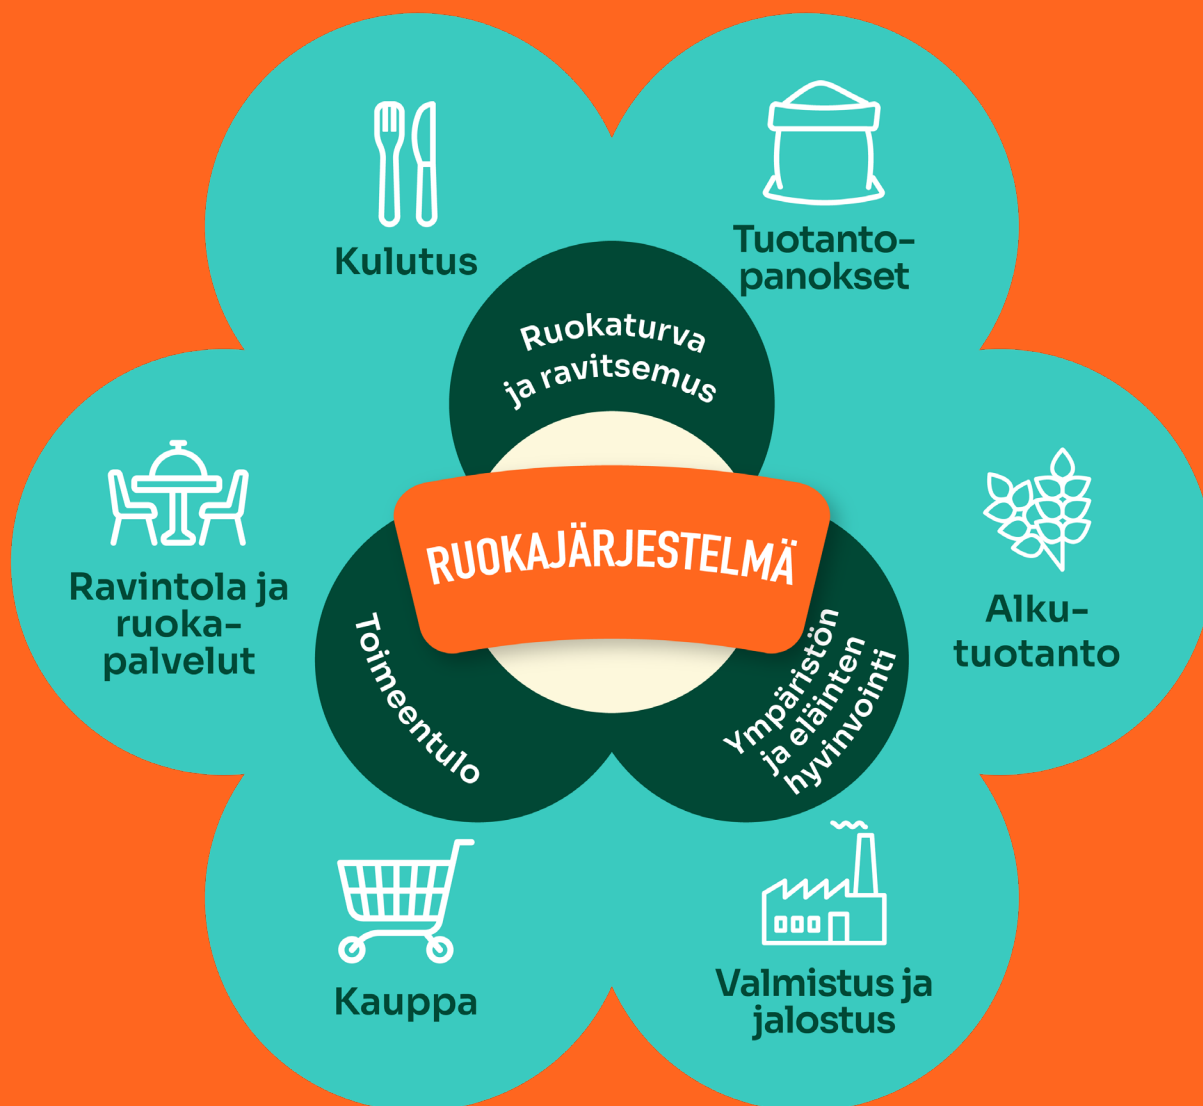 Kulutus
Tuotanto-
panokset
Ruokaturva
ja ravitsemus
RUOKAJÄRJESTELMÄ
Ravintola ja
ruoka-
palvelut
Alku-
tuotanto
Toimeentulo
Ympäristön
ja eläinten
hyvinvointi
Kauppa
Valmistus ja
jalostus